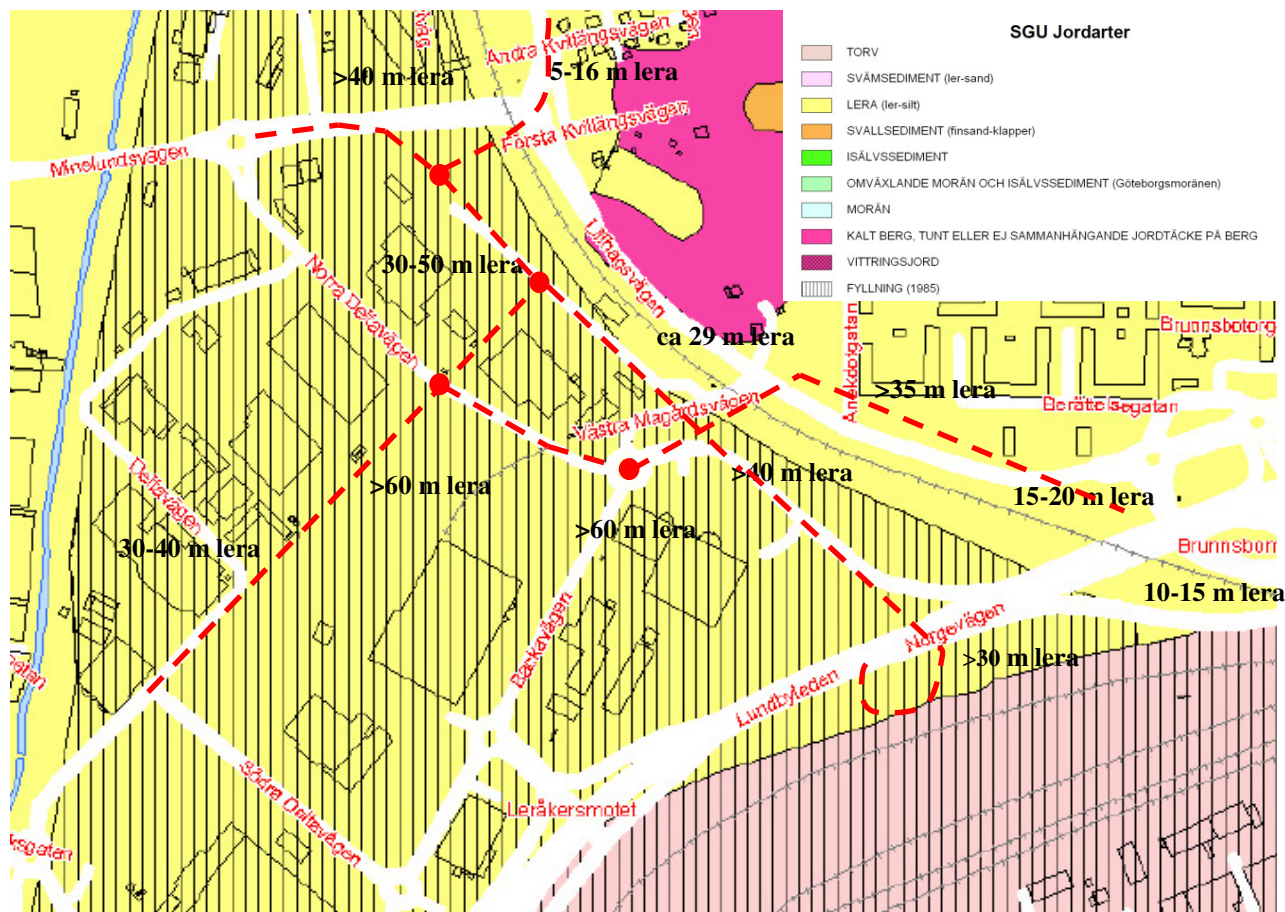 SGU Jordarter
TORV
SVÄMSEDIMENT (ler-sand)
LERA (ler-silt)
SVALLSEDIMENT (finsand-klapper)
ISÄLVSSEDIMENT
OMVÄXLANDE MORÄN OCH ISÄLVSSEDIMENT (Göteborgsmoränen)
MORÄN
KALT BERG, TUNT ELLER EJ SAMMANHÄNGANDE JORDTÄCKE PÅ BERG
VITTRINGSJORD
FYLLNING (1985)
Andra Kvillängsvägen
>40 m lera
5-16 m lera
Första Kvillängsvägen
Minelundsvägen
30-50 m lera
Lillhagsvägen
Norra Deltavägen
ca 29 m lera
Anekdotgatan
Brunnsbotorg
>35 m lera
Berättelsegatan
Västra Magårdsvägen
>60 m lera
>40 m lera
15-20 m lera
Deltavägen
30-40 m lera
>60 m lera
Brunnsbom
10-15 m lera
Backavägen
Norgevägen
>30 m lera
Lundbyleden
Södra Deltavägen
Leråkersmotet
ksgatan